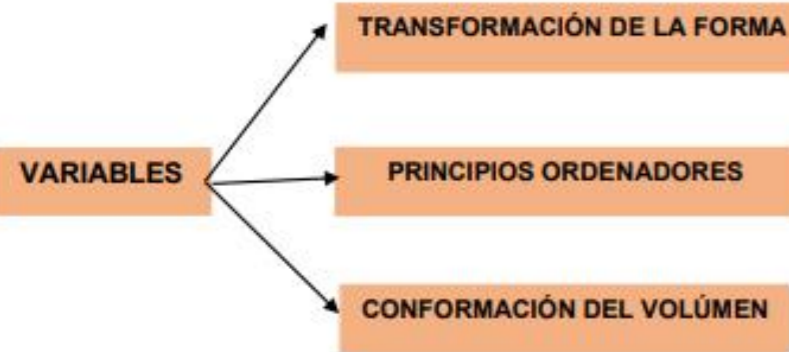 TRANSFORMACIÓN DE LA FORMA
VARIABLES
PRINCIPIOS ORDENADORES
CONFORMACIÓN DEL VOLÚMEN